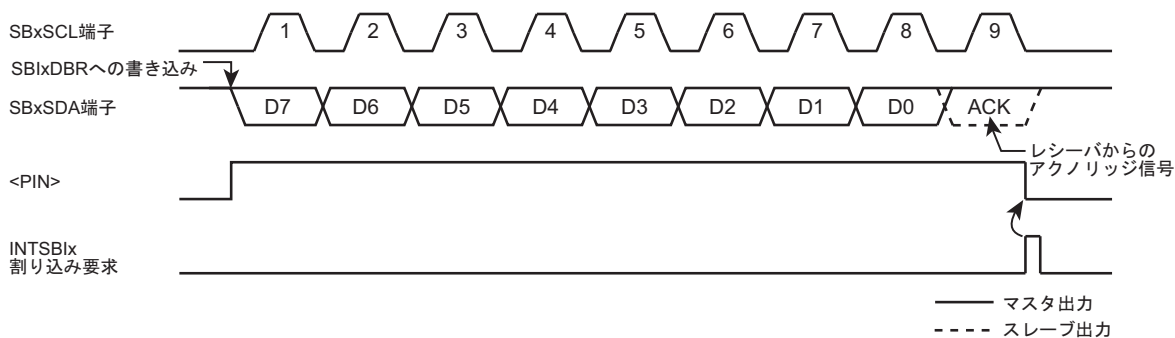 SBxSCL端子
1 2 3 4 5 6 7 8 9
SBIxDBRへの書き込み
SBxSDA端子
D7 D6 D5 D4 D3 D2 D1 D0 ACK
レシーバからの
アクノリッジ信号
<PIN>
INTSBIx
割り込み要求
マスタ出力
スレーブ出力